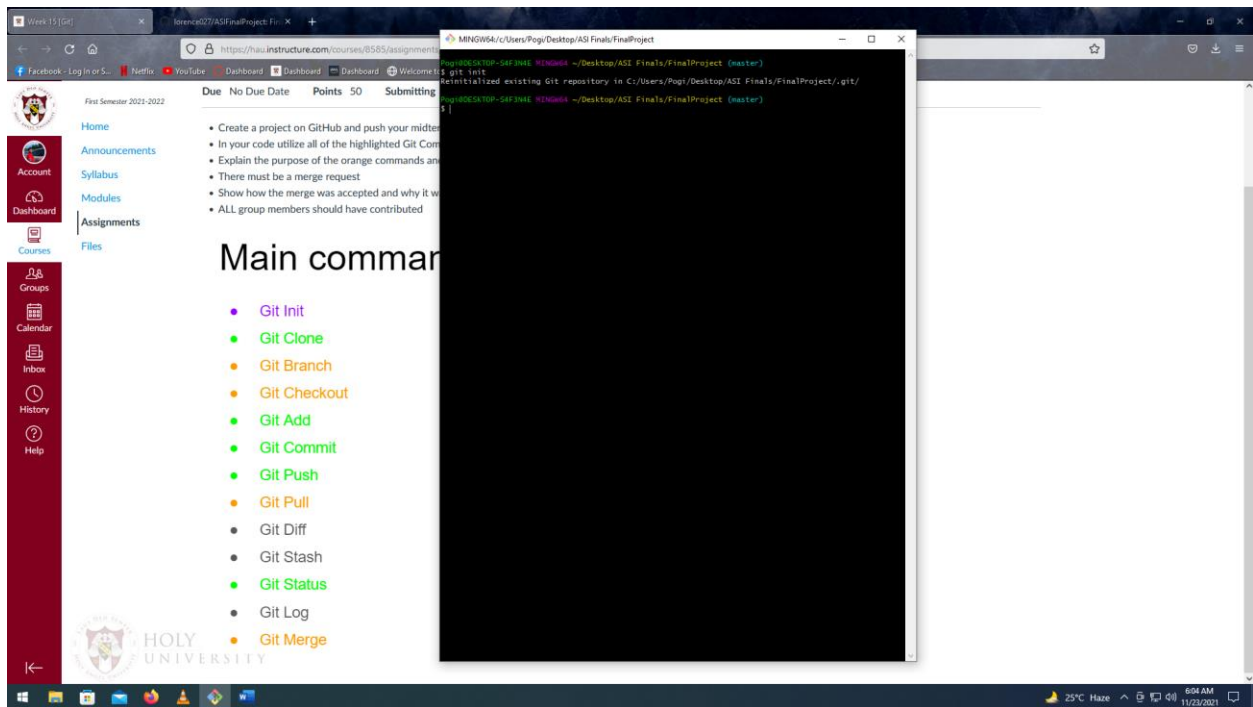 Week 15 [Git]
lorence027/ASIFinalProject: Fin
https://hau.instructure.com/courses/8585/assignments
Facebook - Log In or S...
Netflix
YouTube
Dashboard
Dashboard
Dashboard
Welcome t
MINGW64:/c/Users/Pogi/Desktop/ASI Finals/FinalProject
Pogi@DESKTOP-S4F3N4E MINGW64 ~/Desktop/ASI Finals/FinalProject (master)
$ git init
Reinitialized existing Git repository in C:/Users/Pogi/Desktop/ASI Finals/FinalProject/.git/
Pogi@DESKTOP-S4F3N4E MINGW64 ~/Desktop/ASI Finals/FinalProject (master)
$
Account
Dashboard
Courses
Groups
Calendar
Inbox
History
Help
First Semester 2021-2022
Home
Announcements
Syllabus
Modules
Assignments
Files
Due No Due Date Points 50 Submitting
• Create a project on GitHub and push your midter
• In your code utilize all of the highlighted Git Com
• Explain the purpose of the orange commands an
• There must be a merge request
• Show how the merge was accepted and why it w
• ALL group members should have contributed
Main commar
• Git Init
• Git Clone
• Git Branch
• Git Checkout
• Git Add
• Git Commit
• Git Push
• Git Pull
• Git Diff
• Git Stash
• Git Status
• Git Log
• Git Merge
HOLY
UNIVERSITY
25°C Haze
6:04 AM
11/23/2021